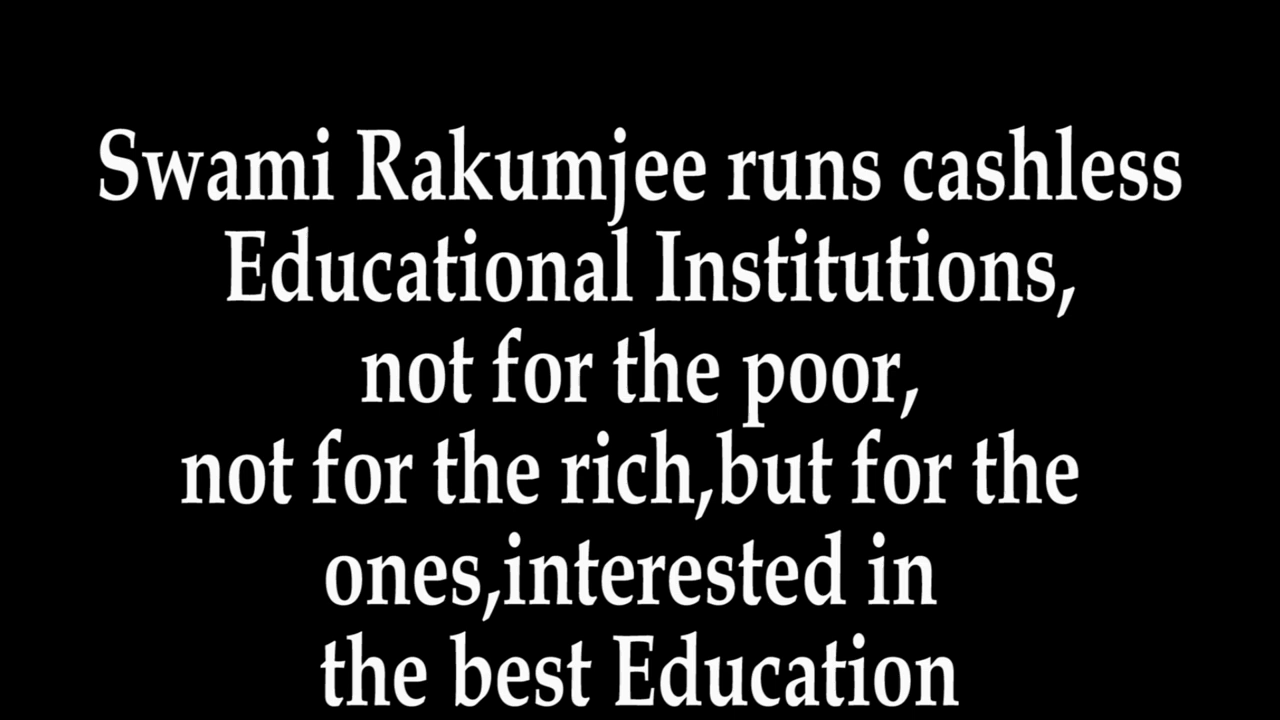 Swami Rakumjee runs cashless
Educational Institutions,
not for the poor,
not for the rich,but for the
ones,interested in
the best Education